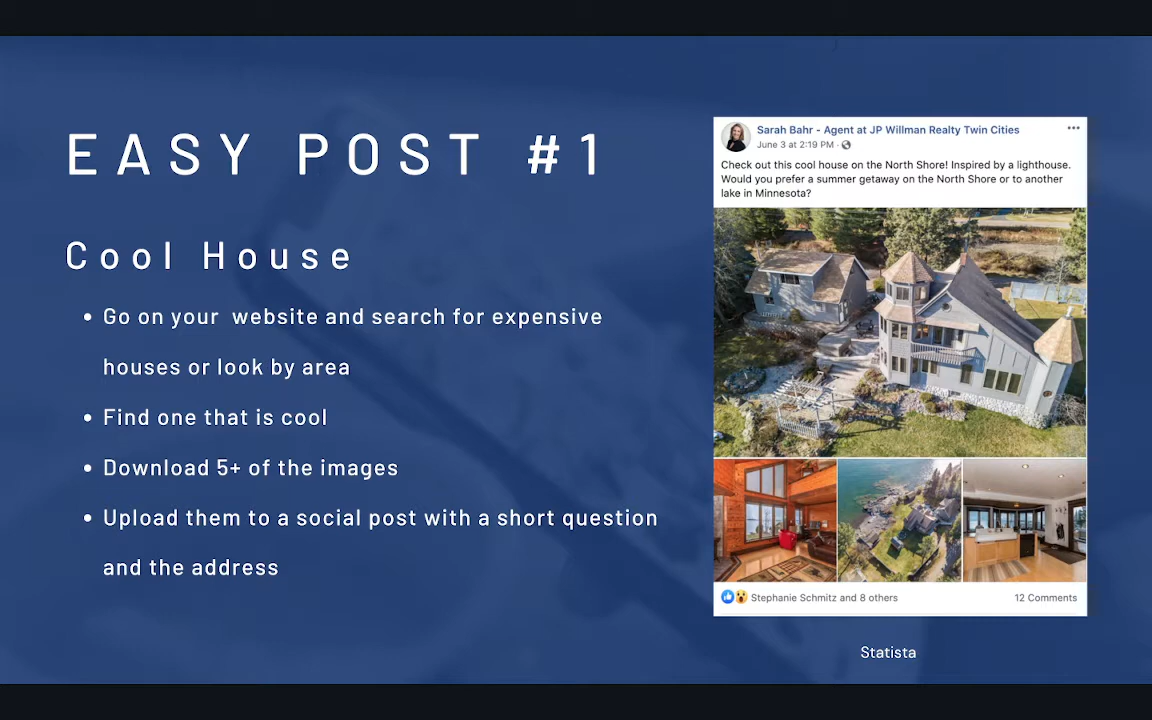 EASY POST #1
Cool House
• Go on your website and search for expensive
houses or look by area
• Find one that is cool
• Download 5+ of the images
• Upload them to a social post with a short question
and the address
Sarah Bahr - Agent at JP Willman Realty Twin Cities
June 3 at 2:19 PM ·
Check out this cool house on the North Shore! Inspired by a lighthouse.
Would you prefer a summer getaway on the North Shore or to another
lake in Minnesota?
Stephanie Schmitz and 8 others
12 Comments
Statista